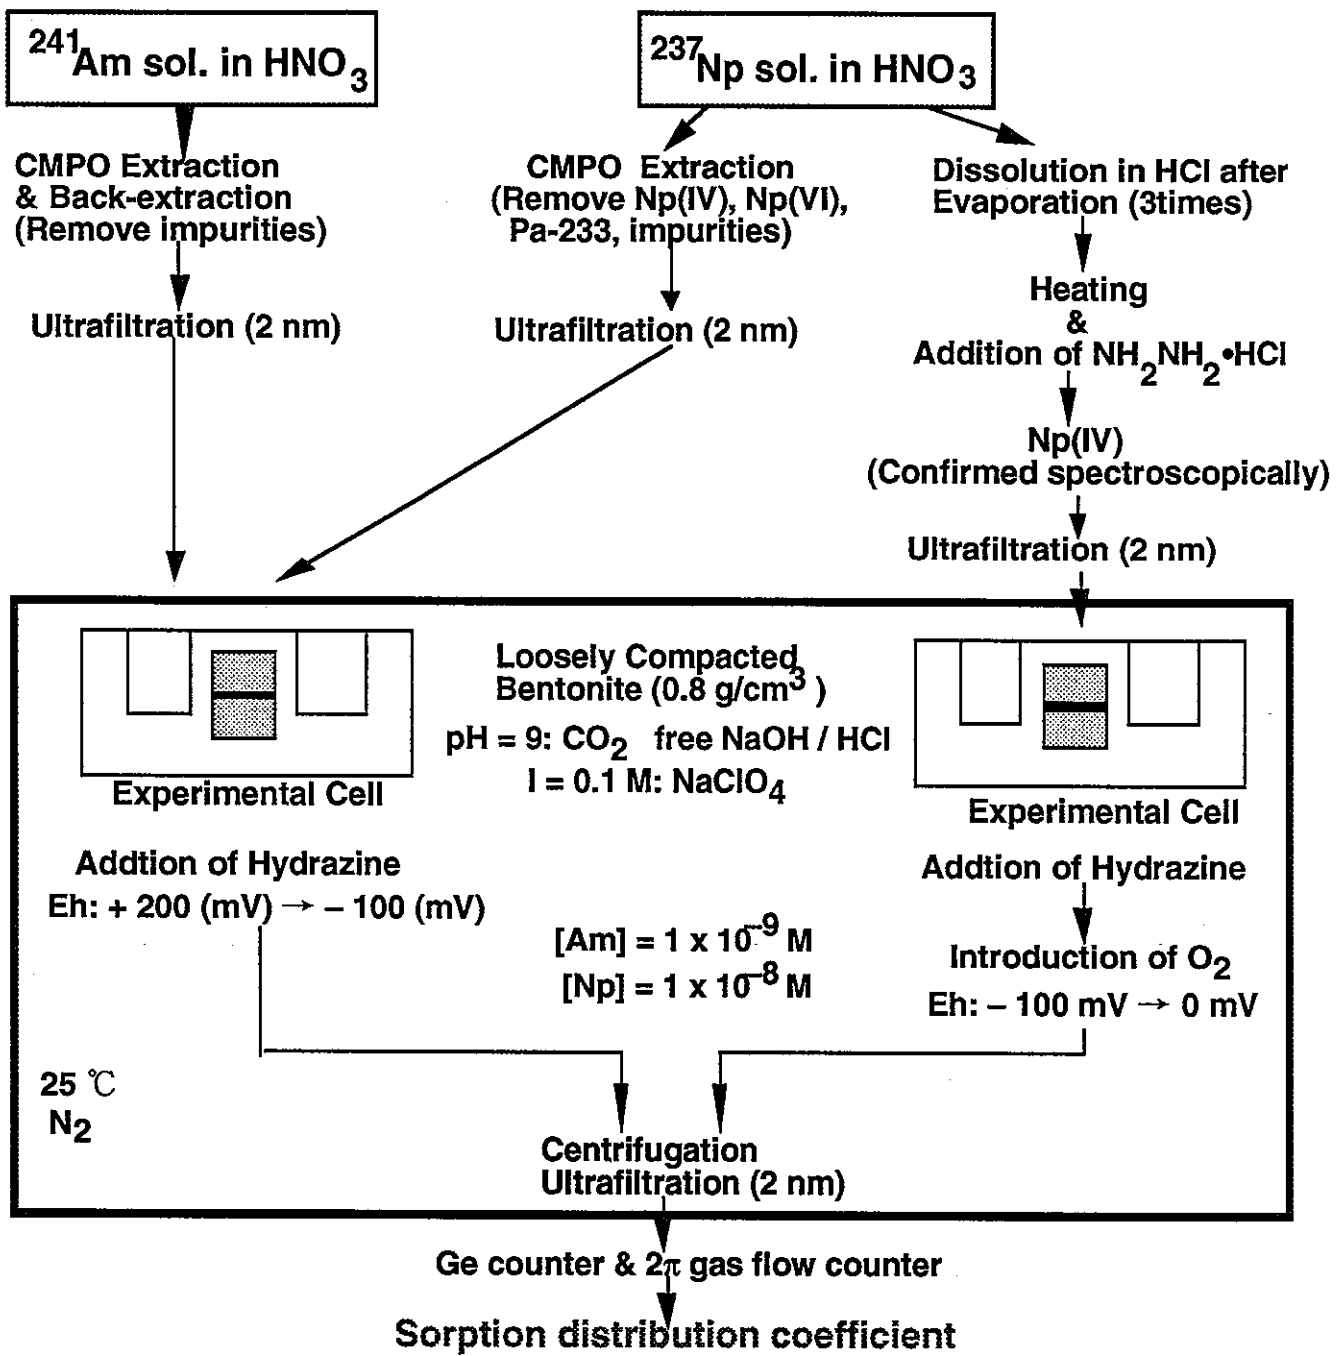 ²⁴¹Am sol. in HNO₃
²³⁷Np sol. in HNO₃
CMPO Extraction
& Back-extraction
(Remove impurities)
Ultrafiltration (2 nm)
CMPO Extraction
(Remove Np(IV), Np(VI),
Pa-233, impurities)
Ultrafiltration (2 nm)
Dissolution in HCl after
Evaporation (3times)
Heating
&
Addition of NH₂NH₂•HCl
Np(IV)
(Confirmed spectroscopically)
Ultrafiltration (2 nm)
Experimental Cell
Loosely Compacted
Bentonite (0.8 g/cm³ )
pH = 9: CO₂ free NaOH / HCl
I = 0.1 M: NaClO₄
Experimental Cell
Addtion of Hydrazine
Eh: + 200 (mV) → – 100 (mV)
[Am] = 1 x 10⁻⁹ M
[Np] = 1 x 10⁻⁸ M
Addtion of Hydrazine
Introduction of O₂
Eh: – 100 mV → 0 mV
25 ℃
N₂
Centrifugation
Ultrafiltration (2 nm)
Ge counter & 2π gas flow counter
Sorption distribution coefficient